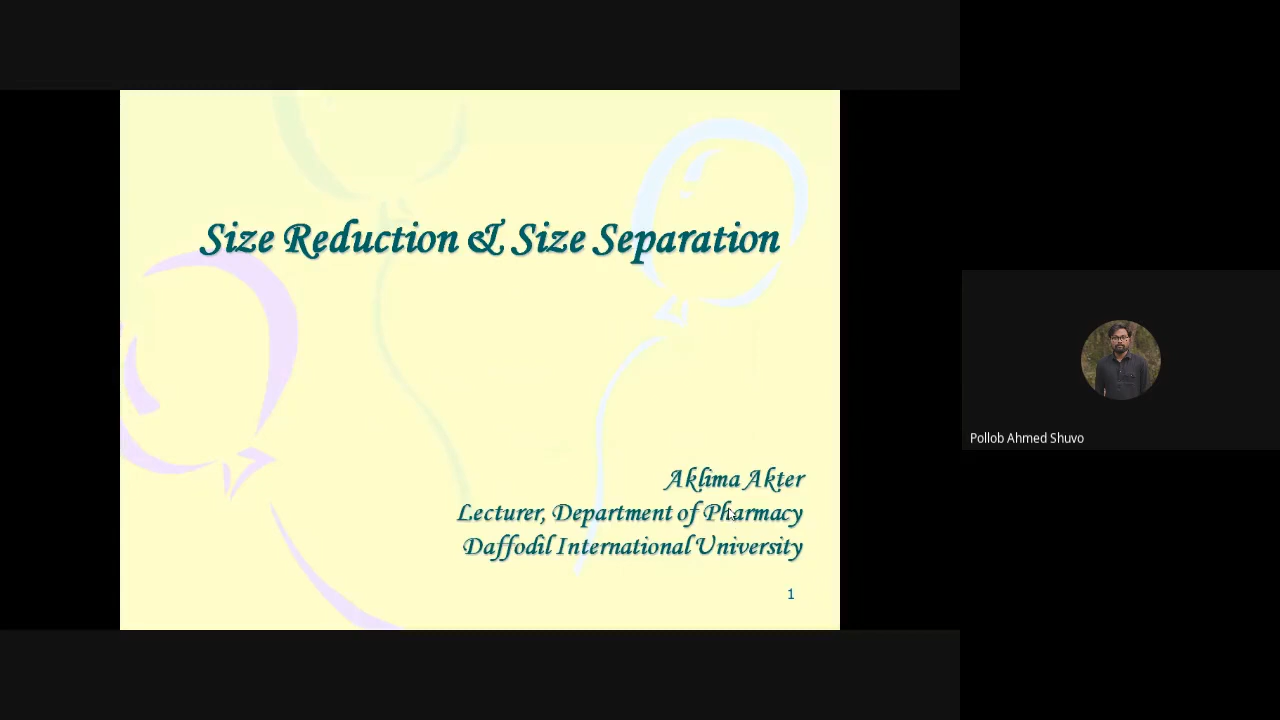 Size Reduction & Size Separation
Aklima Akter
Lecturer, Department of Pharmacy
Daffodil International University
1
Pollob Ahmed Shuvo